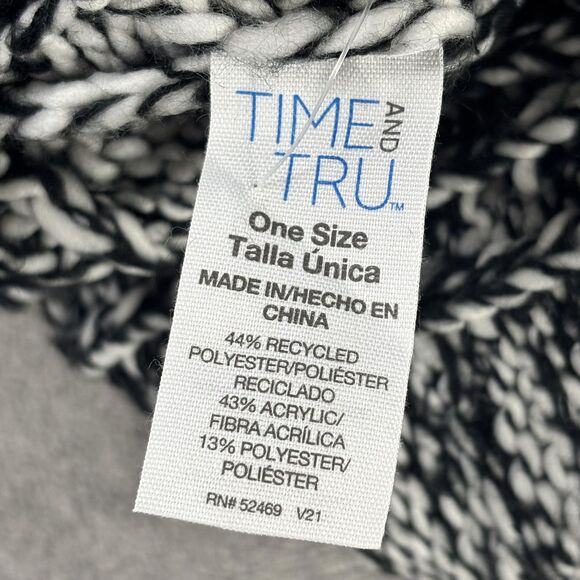 TIME AND
TRU™
One Size
Talla Única
MADE IN/HECHO EN
CHINA
44% RECYCLED
POLYESTER/POLIÉSTER
RECICLADO
43% ACRYLIC/
FIBRA ACRÍLICA
13% POLYESTER/
POLIÉSTER
RN# 52469 V21